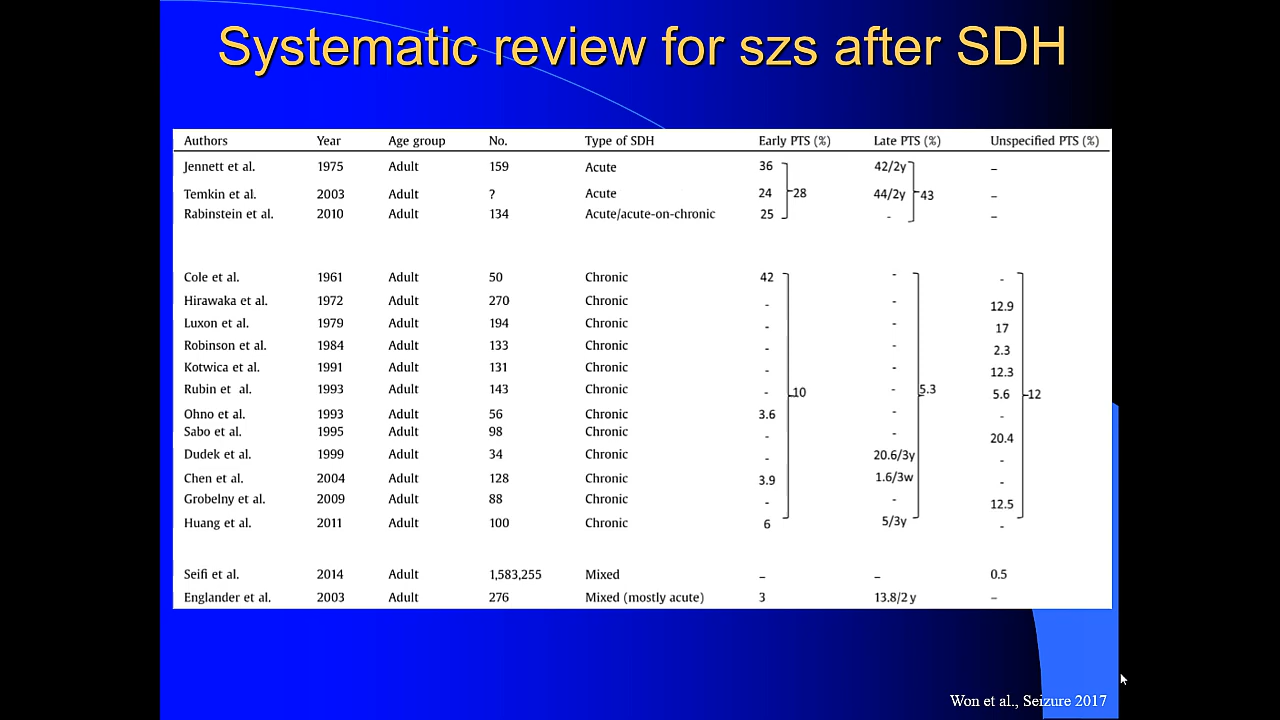 Systematic review for szs after SDH
Authors Year Age group No. Type of SDH Early PTS (%) Late PTS (%) Unspecified PTS (%)
Jennett et al. 1975 Adult 159 Acute 36 42/2y –
Temkin et al. 2003 Adult ? Acute 24 28 44/2y 43 –
Rabinstein et al. 2010 Adult 134 Acute/acute-on-chronic 25 - –
Cole et al. 1961 Adult 50 Chronic 42 - -
Hirawaka et al. 1972 Adult 270 Chronic - - 12.9
Luxon et al. 1979 Adult 194 Chronic - - 17
Robinson et al. 1984 Adult 133 Chronic - - 2.3
Kotwica et al. 1991 Adult 131 Chronic - - 12.3
Rubin et al. 1993 Adult 143 Chronic - 10 - 5.3 5.6 12
Ohno et al. 1993 Adult 56 Chronic 3.6 - -
Sabo et al. 1995 Adult 98 Chronic - - 20.4
Dudek et al. 1999 Adult 34 Chronic - 20.6/3y -
Chen et al. 2004 Adult 128 Chronic 3.9 1.6/3w -
Grobelny et al. 2009 Adult 88 Chronic - - 12.5
Huang et al. 2011 Adult 100 Chronic 6 5/3y -
Seifi et al. 2014 Adult 1,583,255 Mixed – – 0.5
Englander et al. 2003 Adult 276 Mixed (mostly acute) 3 13.8/2 y –
Won et al., Seizure 2017